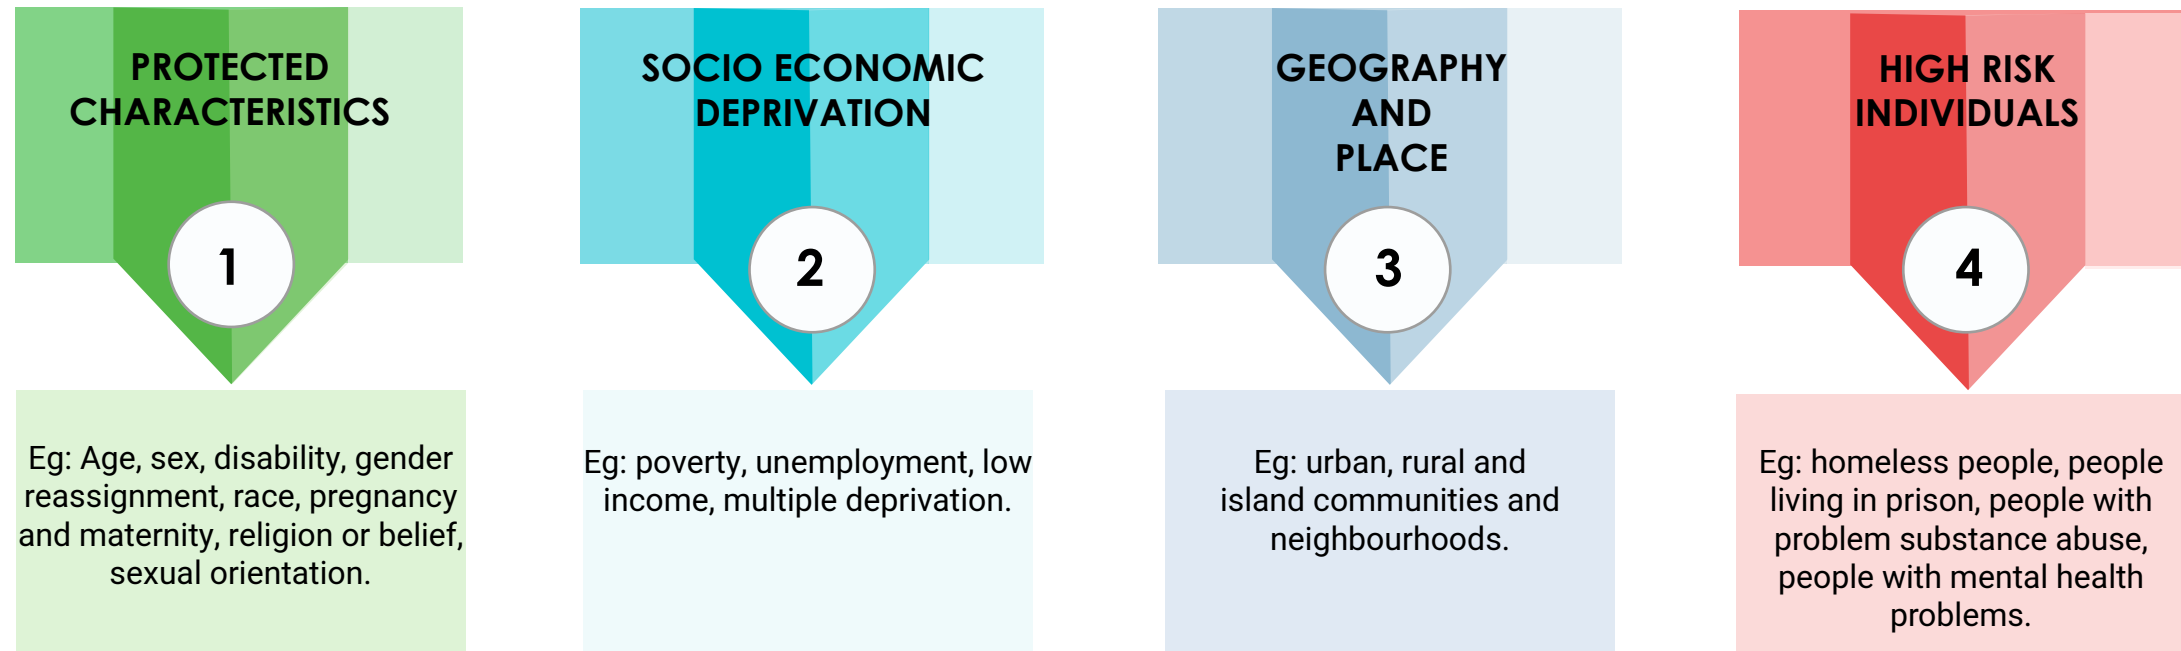 PROTECTED
CHARACTERISTICS
1
Eg: Age, sex, disability, gender
reassignment, race, pregnancy
and maternity, religion or belief,
sexual orientation.
SOCIO ECONOMIC
DEPRIVATION
2
Eg: poverty, unemployment, low
income, multiple deprivation.
GEOGRAPHY
AND
PLACE
3
Eg: urban, rural and
island communities and
neighbourhoods.
HIGH RISK
INDIVIDUALS
4
Eg: homeless people, people
living in prison, people with
problem substance abuse,
people with mental health
problems.